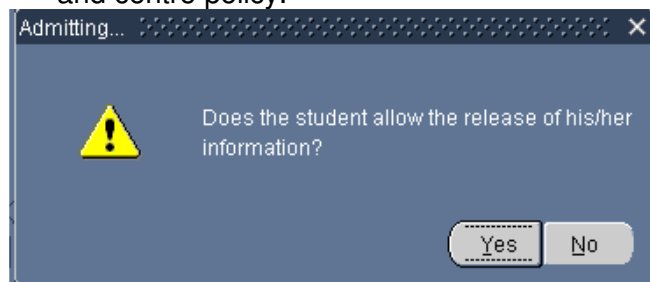 and centre policy.
Admitting...
Does the student allow the release of his/her
information?
Yes No